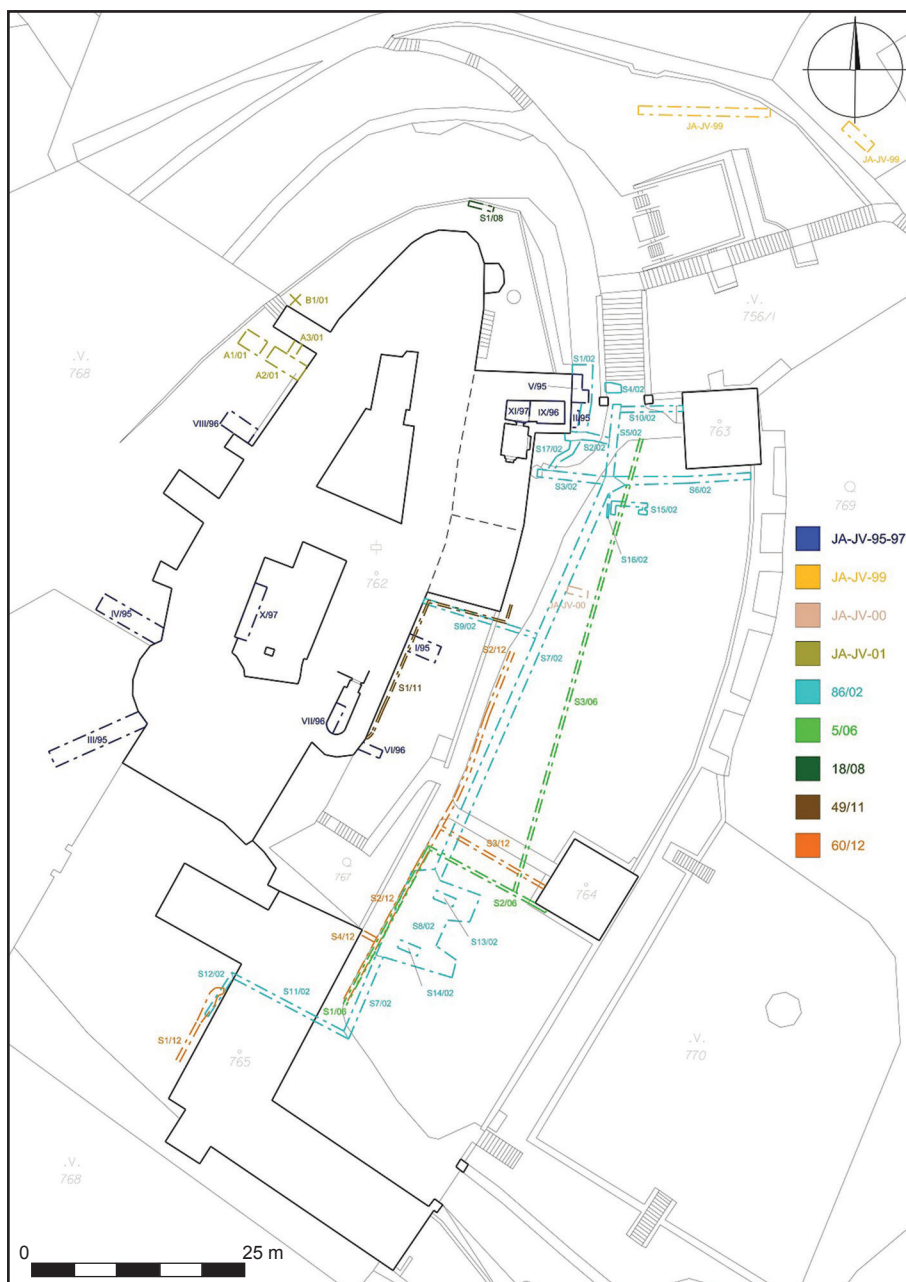 JA-JV-99
JA-JV-99
S1/08
B1/01
A3/01
A1/01
A2/01
.V.
756/1
.V.
768
VIII/96
S1/02
V/95
S4/02
XI/97
IX/96
II/95
S10/02
S5/02
763
S17/02
S2/02
S3/02
S6/02
769
S15/02
S16/02
762
JA-JV-00
X/97
IV/95
S9/02
I/95
S2/12
S7/02
S1/11
S3/06
VII/96
VI/96
III/95
S3/12
767
764
S2/12
S2/06
S8/02
S13/02
S4/12
S14/02
S12/02
S11/02
S7/02
S1/06
S1/12
765
.V.
770
.V.
768
JA-JV-95-97
JA-JV-99
JA-JV-00
JA-JV-01
86/02
5/06
18/08
49/11
60/12
0 25 m